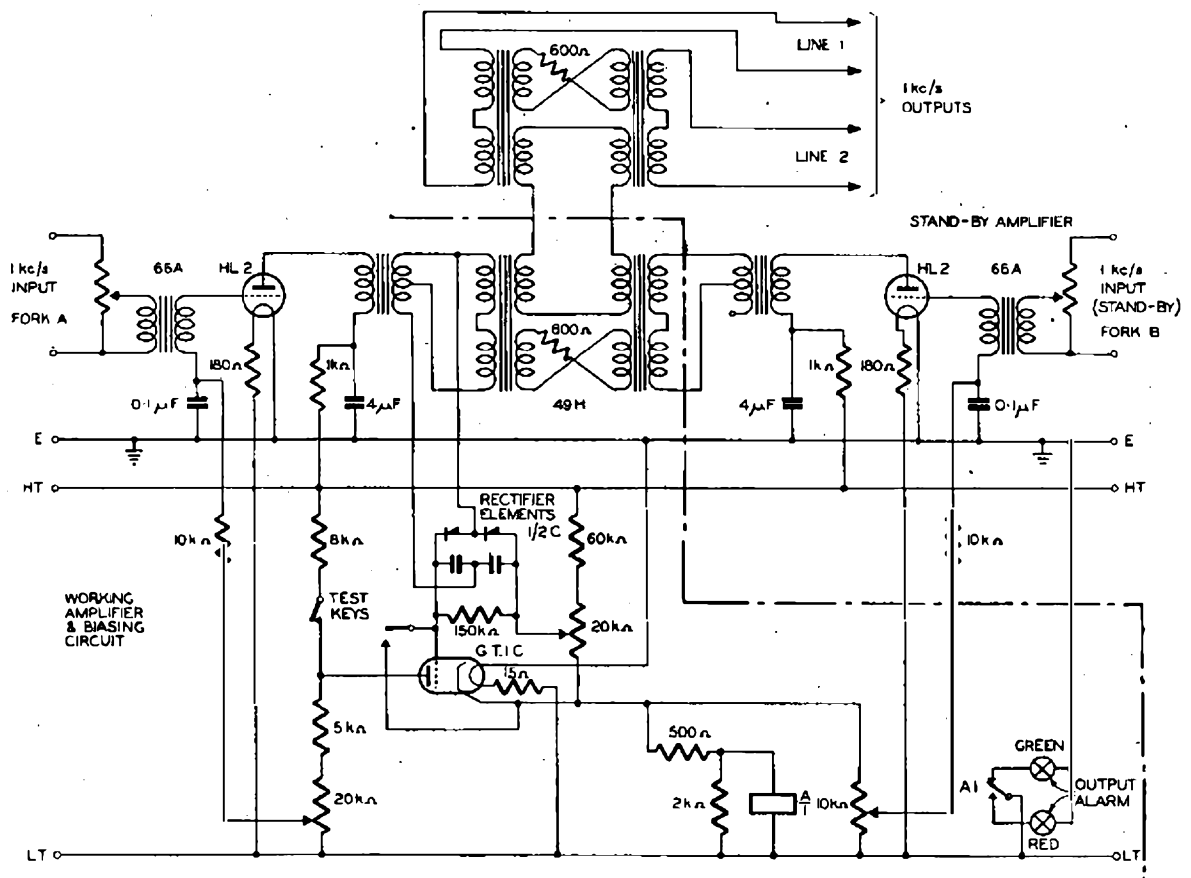 LINE 1
600Ω
1 kc/s
OUTPUTS
LINE 2
STAND-BY AMPLIFIER
1 kc/s
INPUT
FORK A
66A
HL 2
HL2
66A
1 kc/s
INPUT
(STAND-BY)
FORK B
600Ω
180Ω
1kΩ
1kΩ
180Ω
0·1μF
4μF
49H
4μF
0·1μF
E
E
HT
HT
RECTIFIER
ELEMENTS
1/2C
10kΩ
8kΩ
60kΩ
10kΩ
WORKING
AMPLIFIER
& BIASING
CIRCUIT
TEST
KEYS
150kΩ
20kΩ
G.T.1C
15Ω
5kΩ
500Ω
GREEN
20kΩ
2kΩ
A
1
10kΩ
A1
OUTPUT
ALARM
RED
LT
LT